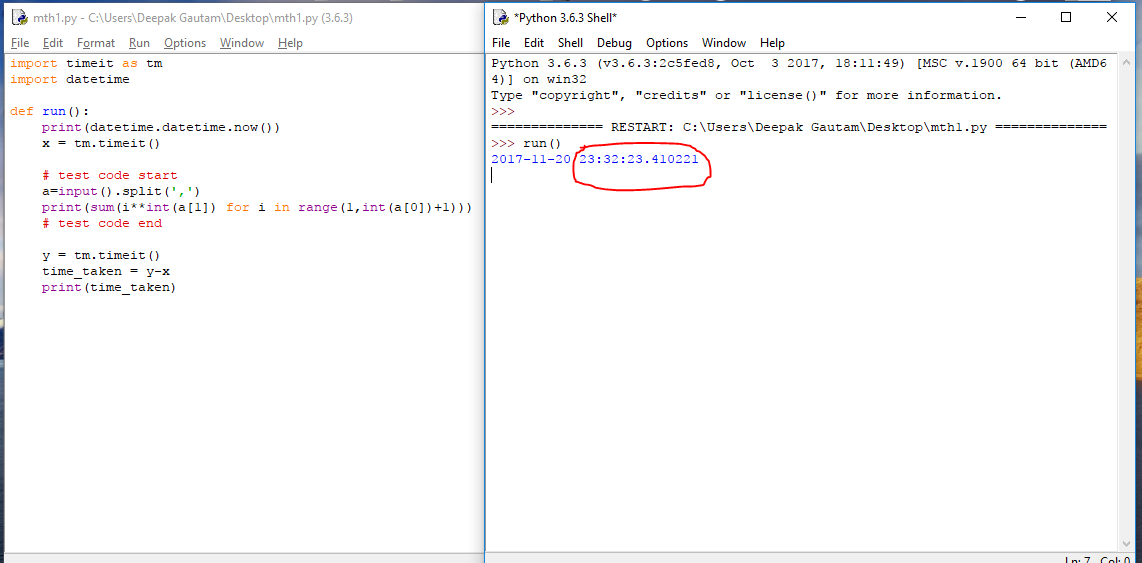 mth1.py - C:\Users\Deepak Gautam\Desktop\mth1.py (3.6.3)
File Edit Format Run Options Window Help
import timeit as tm
import datetime
def run():
    print(datetime.datetime.now())
    x = tm.timeit()
    # test code start
    a=input().split(',')
    print(sum(i**int(a[1]) for i in range(1,int(a[0])+1)))
    # test code end
    y = tm.timeit()
    time_taken = y-x
    print(time_taken)
*Python 3.6.3 Shell*
File Edit Shell Debug Options Window Help
Python 3.6.3 (v3.6.3:2c5fed8, Oct  3 2017, 18:11:49) [MSC v.1900 64 bit (AMD6
4)] on win32
Type "copyright", "credits" or "license()" for more information.
>>>
============== RESTART: C:\Users\Deepak Gautam\Desktop\mth1.py ==============
>>> run()
2017-11-20 23:32:23.410221
Ln: 7 Col: 0